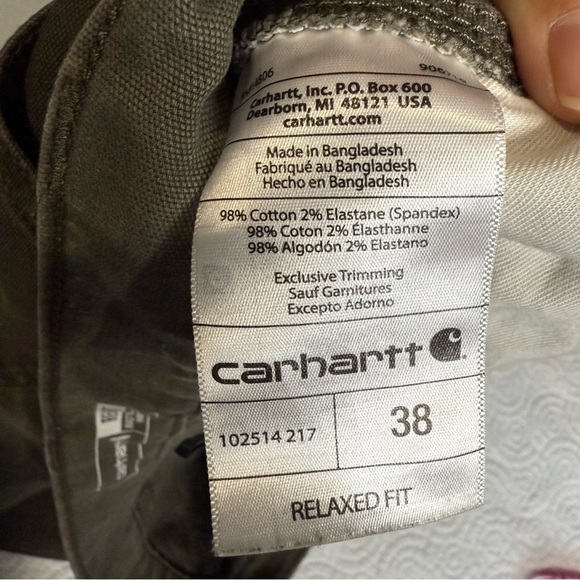 Carhartt, Inc. P.O. Box 600
Dearborn, MI 48121 USA
carhartt.com
Made in Bangladesh
Fabriqué au Bangladesh
Hecho en Bangladesh
98% Cotton 2% Elastane (Spandex)
98% Coton 2% Élasthanne
98% Algodón 2% Elastano
Exclusive Trimming
Sauf Garnitures
Excepto Adorno
carhartt
102514 217
38
RELAXED FIT